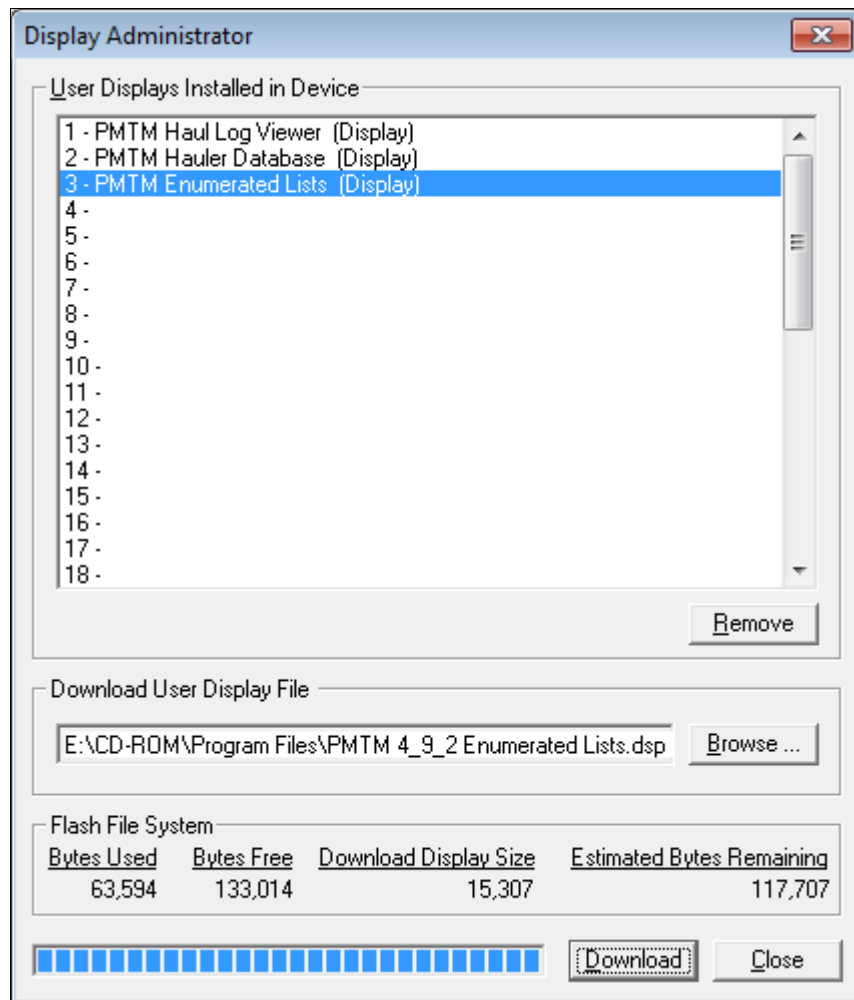 Display Administrator
User Displays Installed in Device
1 - PMTM Haul Log Viewer  (Display)
2 - PMTM Hauler Database  (Display)
3 - PMTM Enumerated Lists  (Display)
4 -
5 -
6 -
7 -
8 -
9 -
10 -
11 -
12 -
13 -
14 -
15 -
16 -
17 -
18 -
Remove
Download User Display File
E:\CD-ROM\Program Files\PMTM 4_9_2 Enumerated Lists.dsp Browse ...
Flash File System
Bytes Used Bytes Free Download Display Size Estimated Bytes Remaining
63,594 133,014 15,307 117,707
Download Close